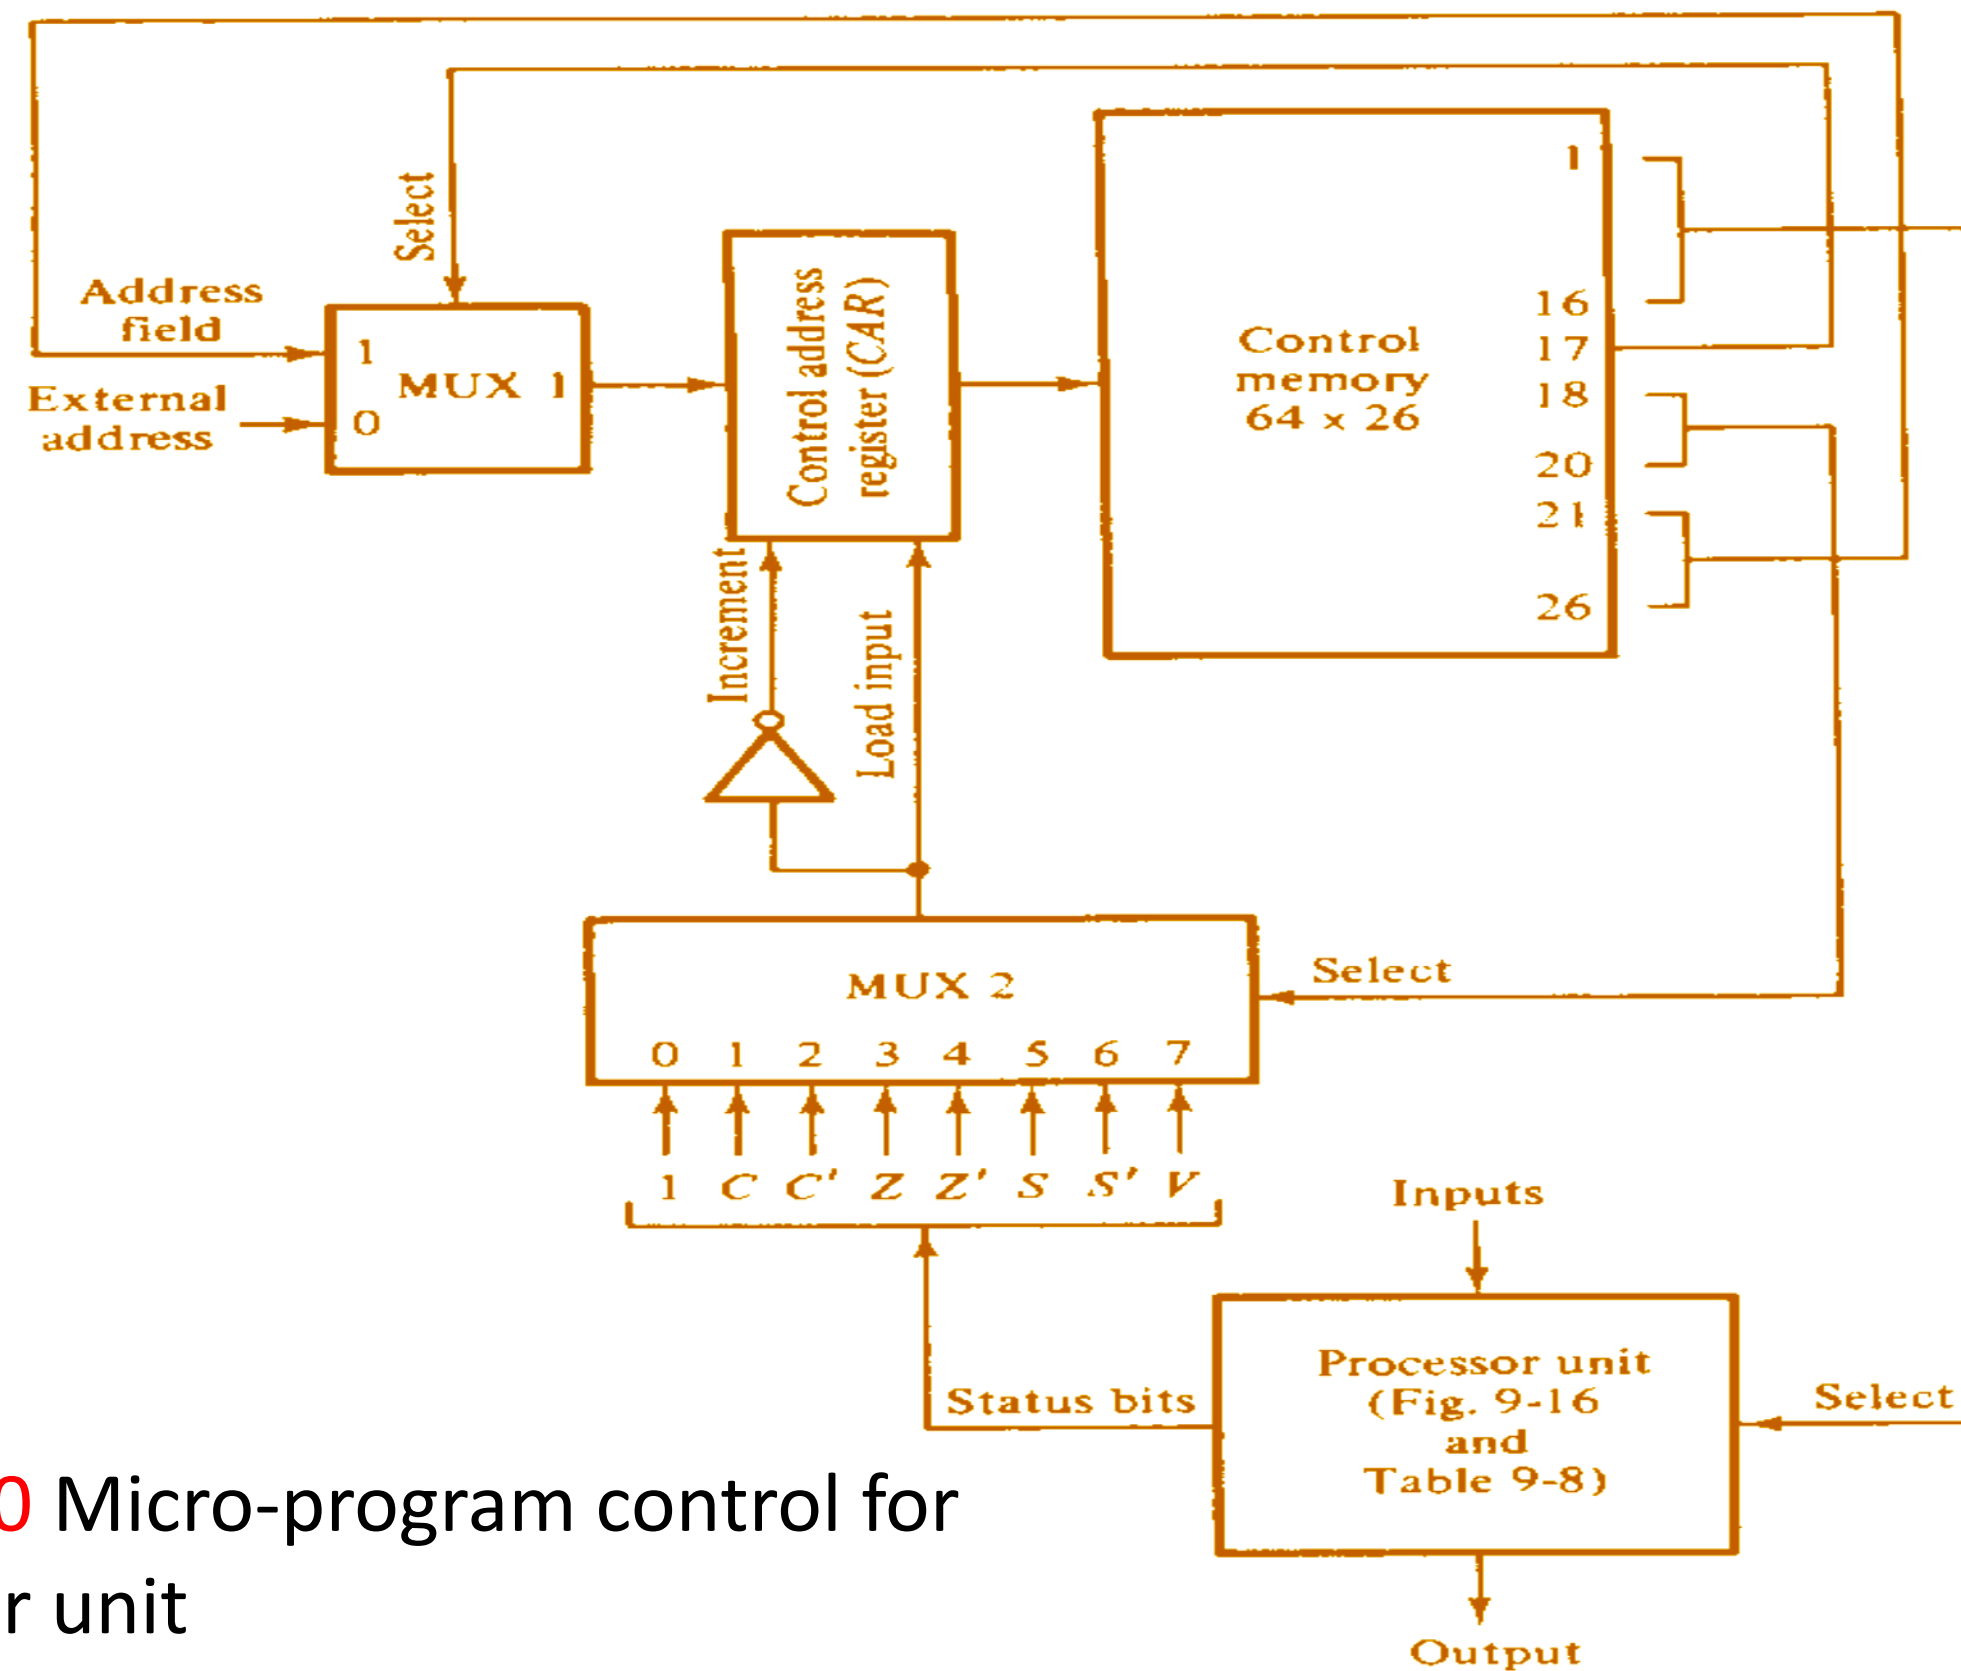 Select
Address
field
External
address
1
MUX 1
0
Control address
register (CAR)
Increment
Load input
Control
memory
64 x 26
1
16
17
18
20
21
26
MUX 2
Select
0 1 2 3 4 5 6 7
1 C C' Z Z' S S' V
Inputs
Status bits
Processor unit
(Fig. 9-16
and
Table 9-8)
Select
Output
0 Micro-program control for
r unit